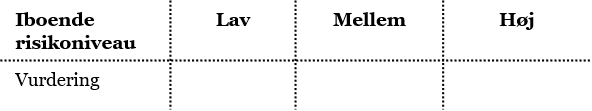 Iboende Lav Mellem Høj
risikoniveau
Vurdering